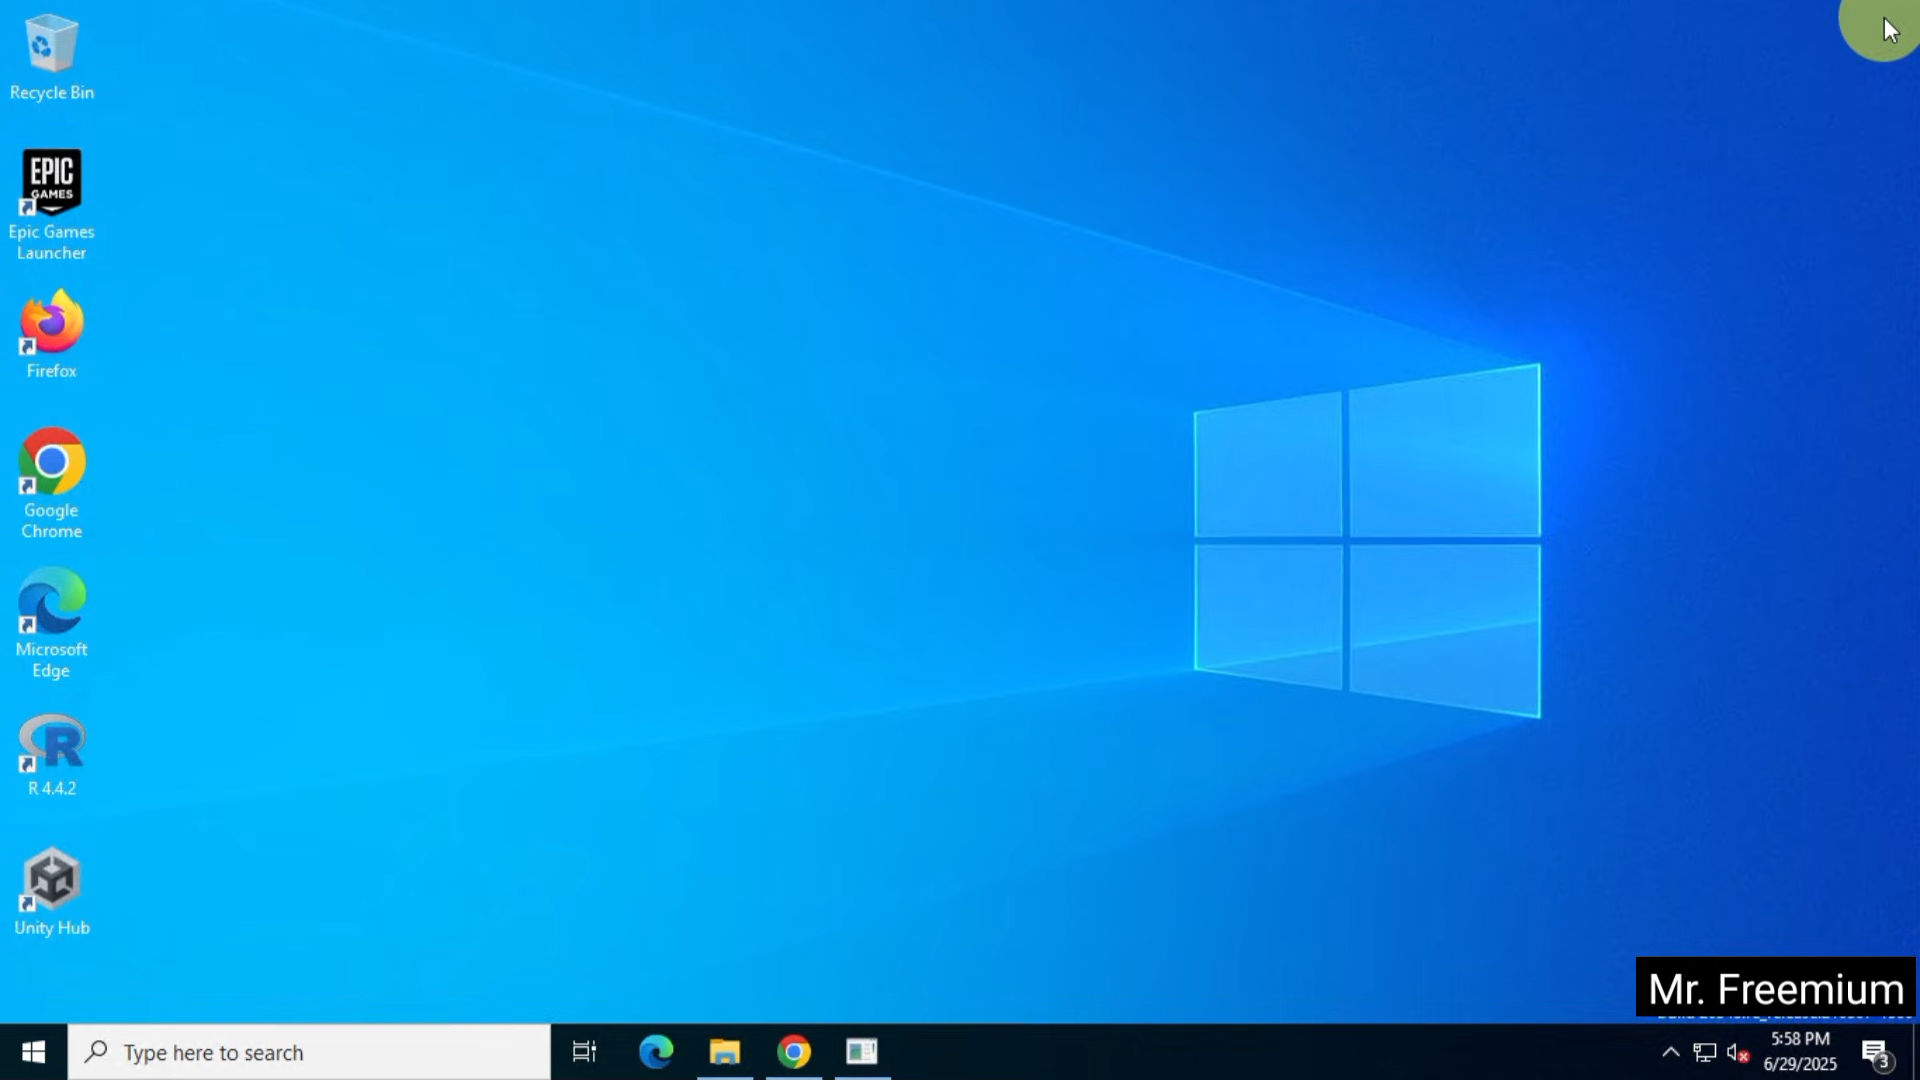 Recycle Bin
EPIC
GAMES
Epic Games
Launcher
Firefox
Google
Chrome
Microsoft
Edge
R
R 4.4.2
Unity Hub
Mr. Freemium
Type here to search
5:58 PM
6/29/2025
3